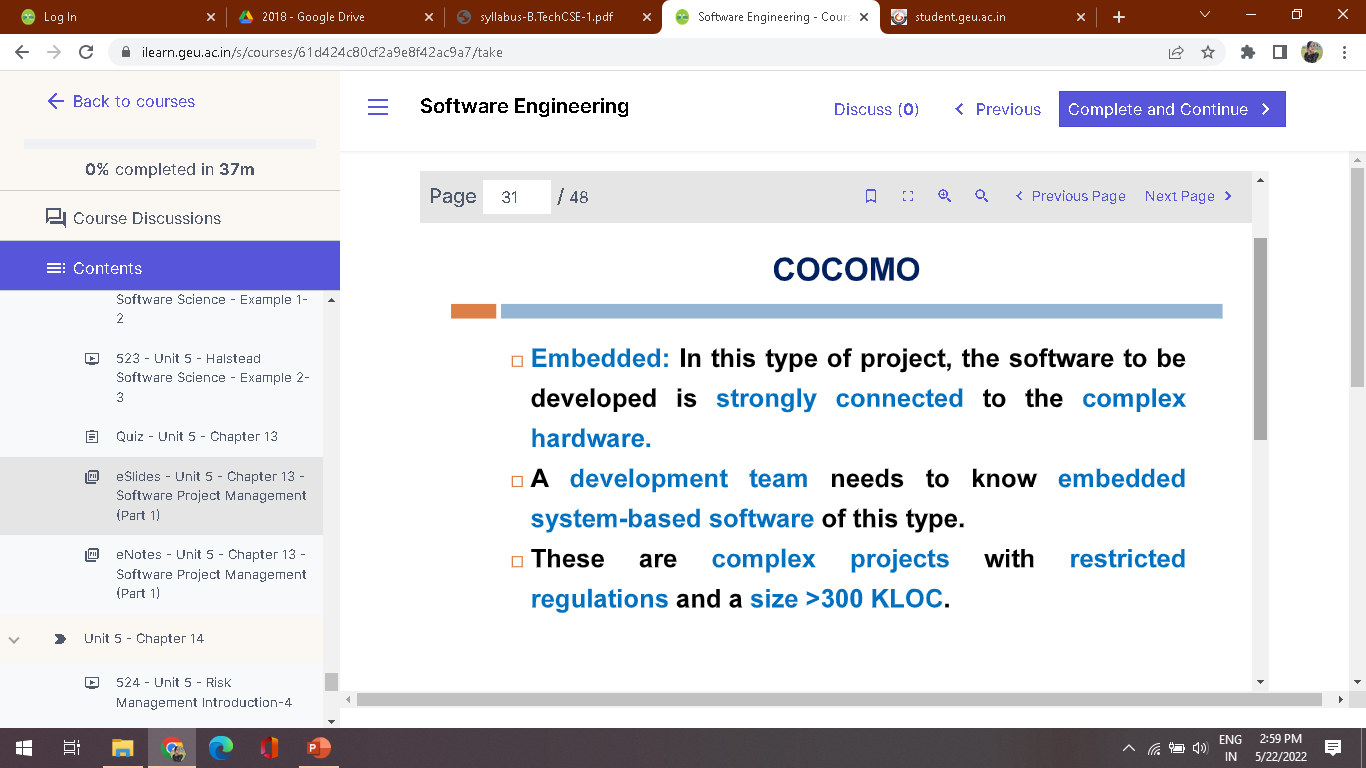 Log In
2018 - Google Drive
syllabus-B.TechCSE-1.pdf
Software Engineering - Cour
student.geu.ac.in
ilearn.geu.ac.in/s/courses/61d424c80cf2a9e8f42ac9a7/take
Back to courses
0% completed in 37m
Course Discussions
Contents
Software Science - Example 1-
2
523 - Unit 5 - Halstead
Software Science - Example 2-
3
Quiz - Unit 5 - Chapter 13
eSlides - Unit 5 - Chapter 13 -
Software Project Management
(Part 1)
eNotes - Unit 5 - Chapter 13 -
Software Project Management
(Part 1)
Unit 5 - Chapter 14
524 - Unit 5 - Risk
Management Introduction-4
Software Engineering
Discuss (0)
Previous
Complete and Continue
Page 31 / 48
Previous Page
Next Page
COCOMO
Embedded: In this type of project, the software to be
developed is strongly connected to the complex
hardware.
A development team needs to know embedded
system-based software of this type.
These are complex projects with restricted
regulations and a size >300 KLOC.
ENG
IN
2:59 PM
5/22/2022